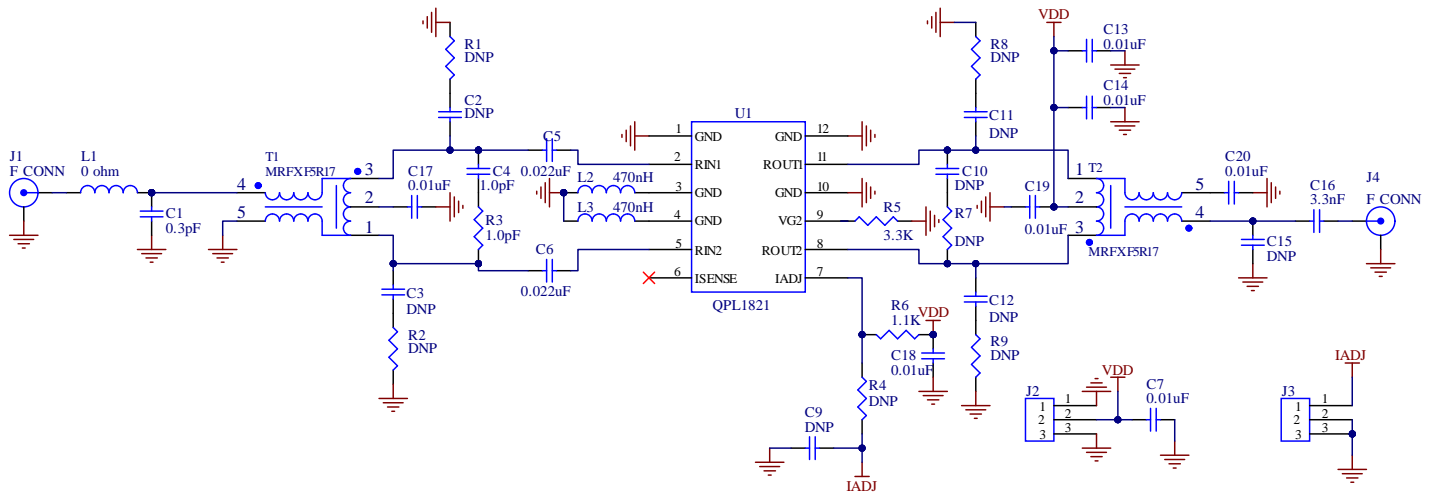 J1
F CONN
L1
0 ohm
C1
0.3pF
T1
MRFXF5R17
4
5
3
2
1
R1
DNP
C2
DNP
C17
0.01uF
C3
DNP
R2
DNP
C4
1.0pF
R3
1.0pF
C5
0.022uF
C6
0.022uF
L2
470nH
L3
470nH
U1
1
GND
2
RIN1
3
GND
4
GND
5
RIN2
6
ISENSE
GND
12
ROUT1
11
GND
10
VG2
9
ROUT2
8
IADJ
7
QPL1821
R5
3.3K
R6
1.1K
VDD
C18
0.01uF
R4
DNP
C9
DNP
IADJ
R8
DNP
C11
DNP
C10
DNP
R7
DNP
C12
DNP
R9
DNP
VDD
C13
0.01uF
C14
0.01uF
C19
0.01uF
1
2
3
T2
MRFXF5R17
5
4
C20
0.01uF
C15
DNP
C16
3.3nF
J4
F CONN
J2
1
2
3
1
2
3
VDD
C7
0.01uF
J3
1
2
3
1
2
3
IADJ